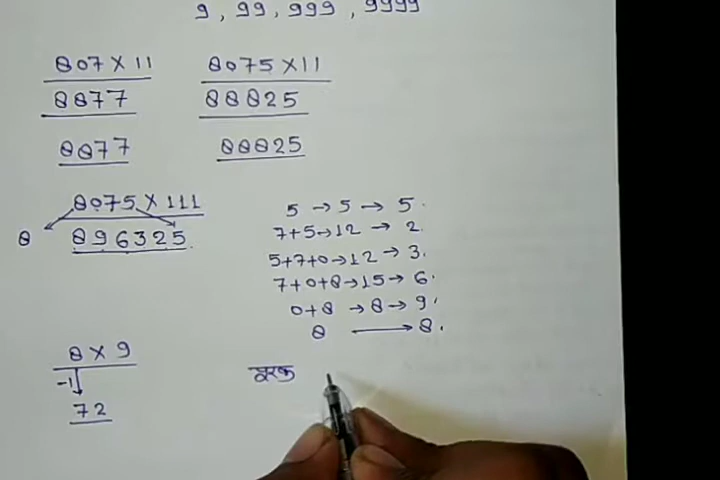 9, 99, 999, 9999
807 X 11
8877
8877
8075 X 11
88825
88825
8075 X 111
8
896325
5 → 5 → 5.
7+5→12 → 2.
5+7+0→12 → 3.
7+0+8→15 → 6.
0+8 → 8 → 9.
8 → 8.
8 X 9
-1
72